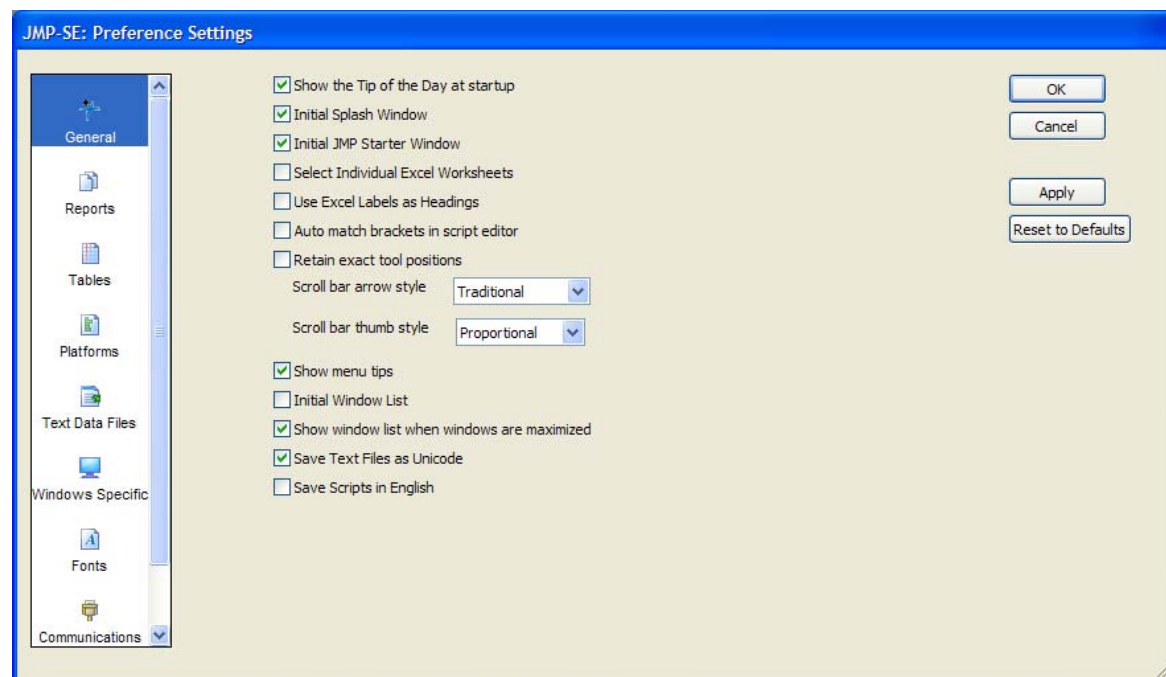 JMP-SE: Preference Settings
General
Reports
Tables
Platforms
Text Data Files
Windows Specific
Fonts
Communications
Show the Tip of the Day at startup
Initial Splash Window
Initial JMP Starter Window
Select Individual Excel Worksheets
Use Excel Labels as Headings
Auto match brackets in script editor
Retain exact tool positions
Scroll bar arrow style Traditional
Scroll bar thumb style Proportional
Show menu tips
Initial Window List
Show window list when windows are maximized
Save Text Files as Unicode
Save Scripts in English
OK
Cancel
Apply
Reset to Defaults